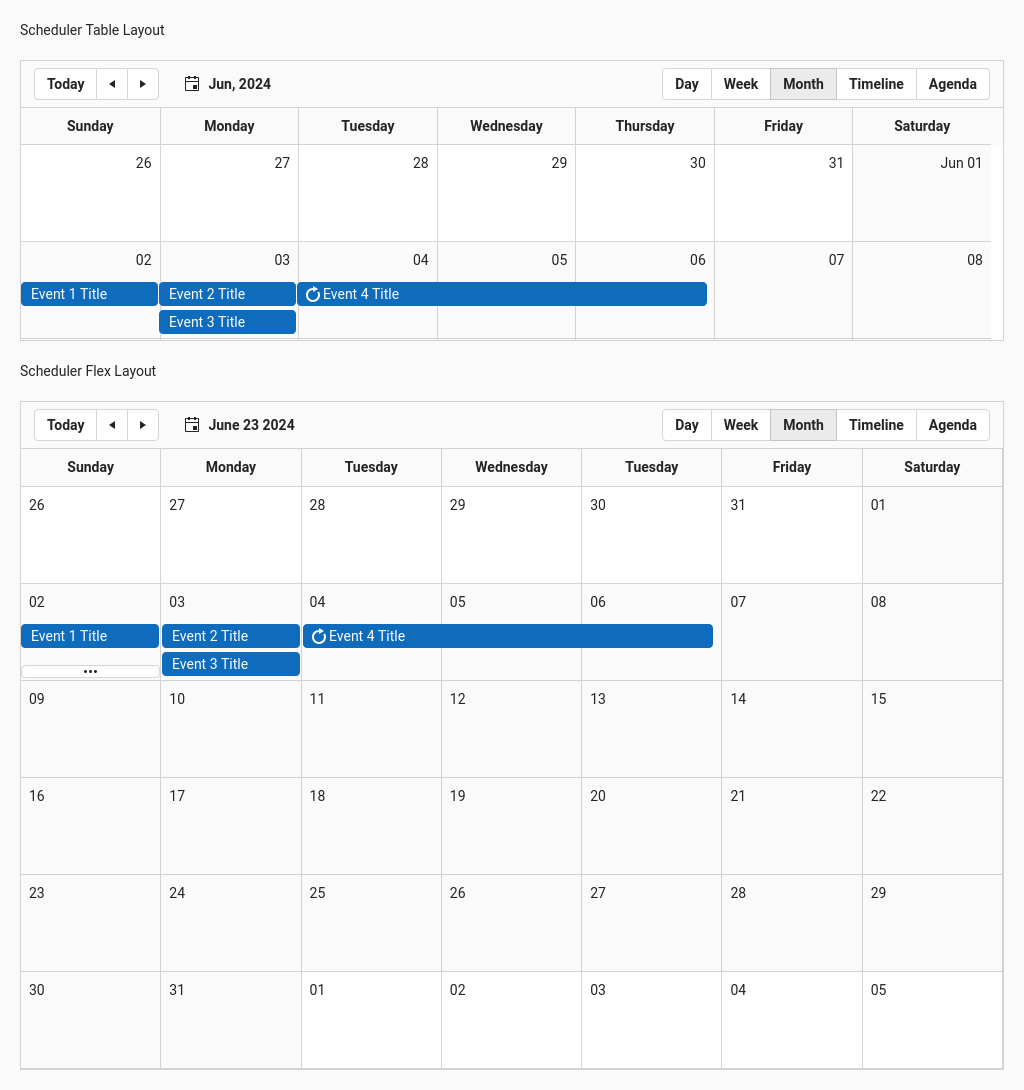 Scheduler Table Layout
Today Jun, 2024 Day Week Month Timeline Agenda
Sunday Monday Tuesday Wednesday Thursday Friday Saturday
26 27 28 29 30 31 Jun 01
02 03 04 05 06 07 08
Event 1 Title Event 2 Title Event 4 Title
Event 3 Title
Scheduler Flex Layout
Today June 23 2024 Day Week Month Timeline Agenda
Sunday Monday Tuesday Wednesday Tuesday Friday Saturday
26 27 28 29 30 31 01
02 03 04 05 06 07 08
Event 1 Title Event 2 Title Event 4 Title
Event 3 Title
09 10 11 12 13 14 15
16 17 18 19 20 21 22
23 24 25 26 27 28 29
30 31 01 02 03 04 05